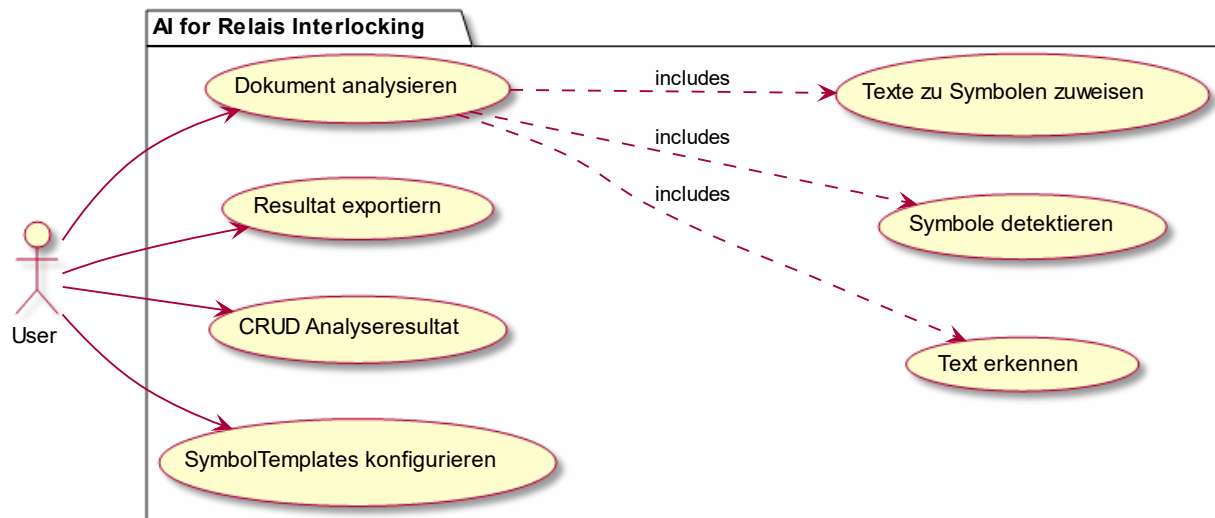 AI for Relais Interlocking
Dokument analysieren
includes
Texte zu Symbolen zuweisen
includes
Resultat exportieren
includes
Symbole detektieren
User
CRUD Analyseresultat
Text erkennen
SymbolTemplates konfigurieren